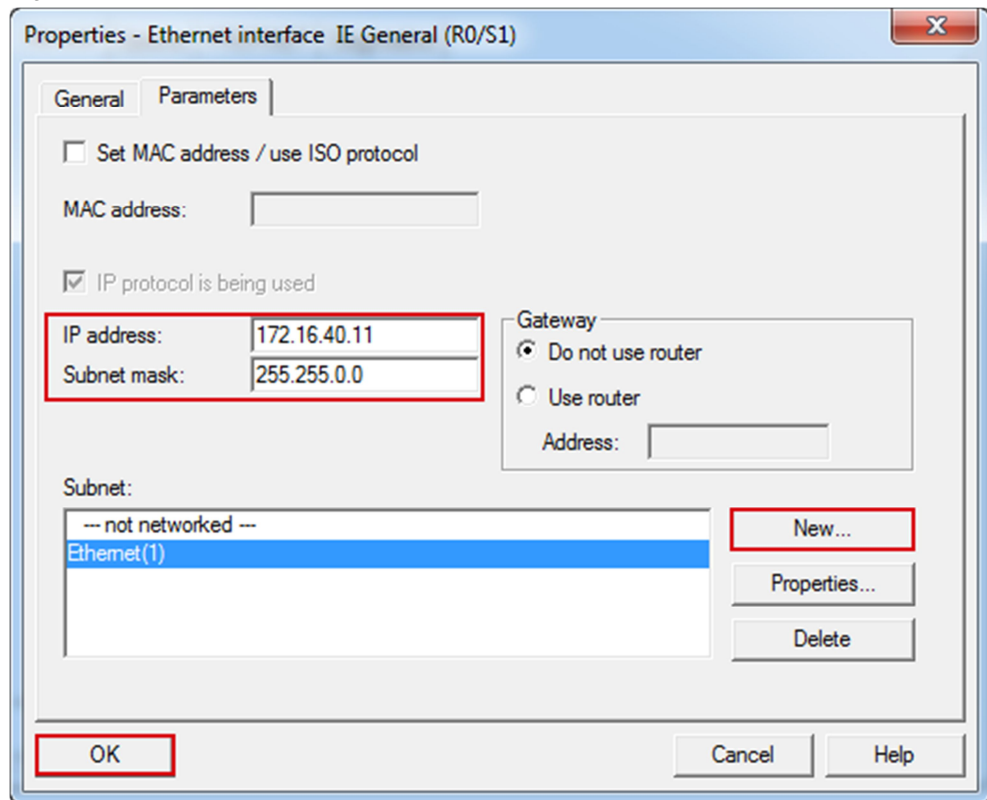 Properties - Ethernet interface  IE General (R0/S1)
General
Parameters
Set MAC address / use ISO protocol
MAC address:
IP protocol is being used
IP address:
172.16.40.11
Subnet mask:
255.255.0.0
Gateway
Do not use router
Use router
Address:
Subnet:
--- not networked ---
Ethernet(1)
New...
Properties...
Delete
OK
Cancel
Help